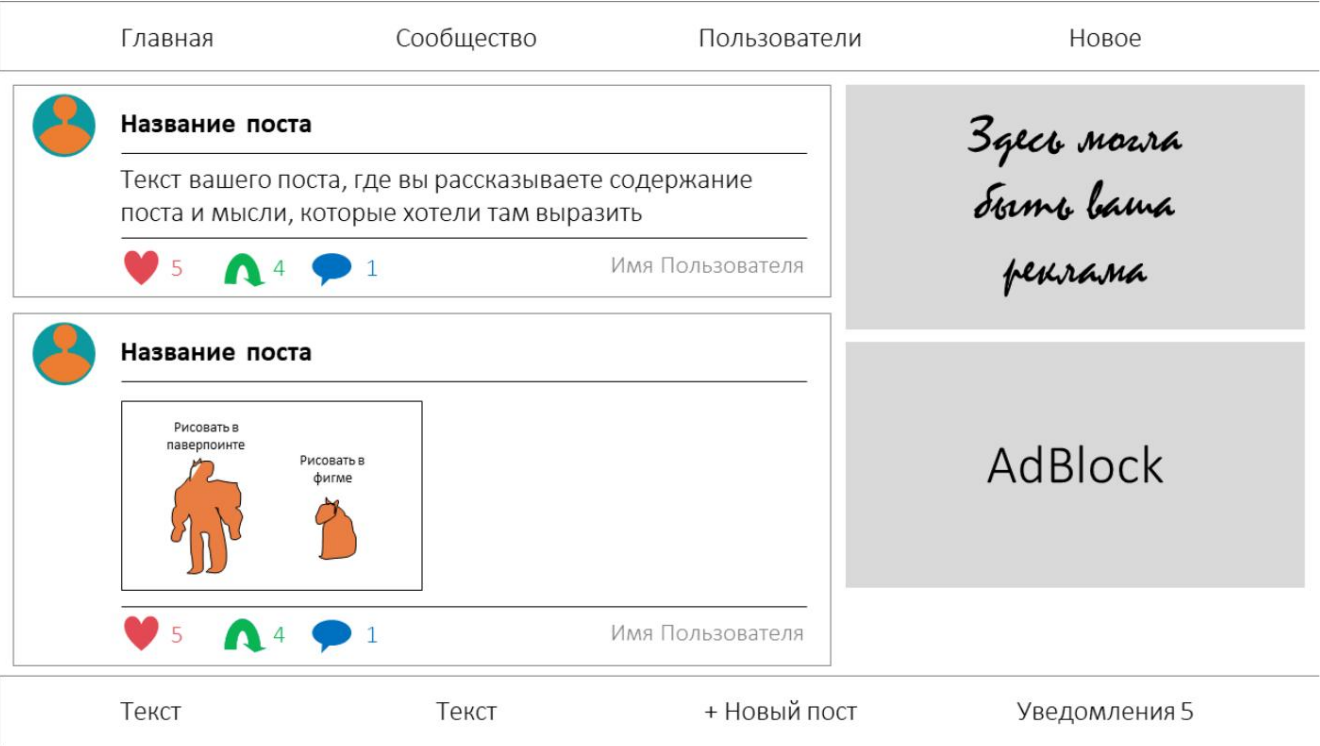 Главная Сообщество Пользователи Новое
Название поста
Текст вашего поста, где вы рассказываете содержание
поста и мысли, которые хотели там выразить
5 4 1 Имя Пользователя
Здесь могла
быть ваша
реклама
Название поста
Рисовать в
паверпоинте
Рисовать в
фигме
5 4 1 Имя Пользователя
AdBlock
Текст Текст + Новый пост Уведомления 5